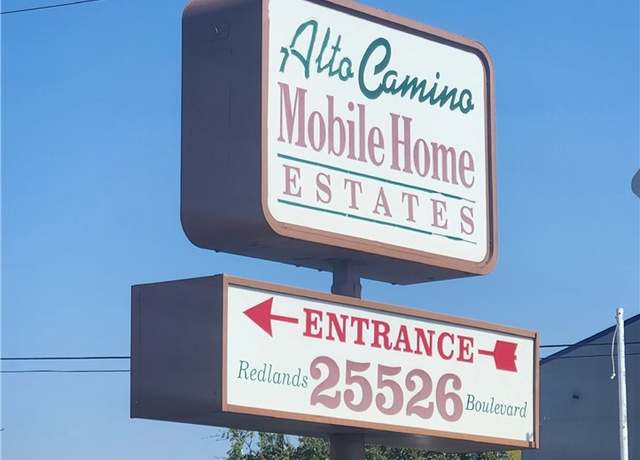 Alto Camino
Mobile Home
ESTATES
ENTRANCE
Redlands 25526 Boulevard